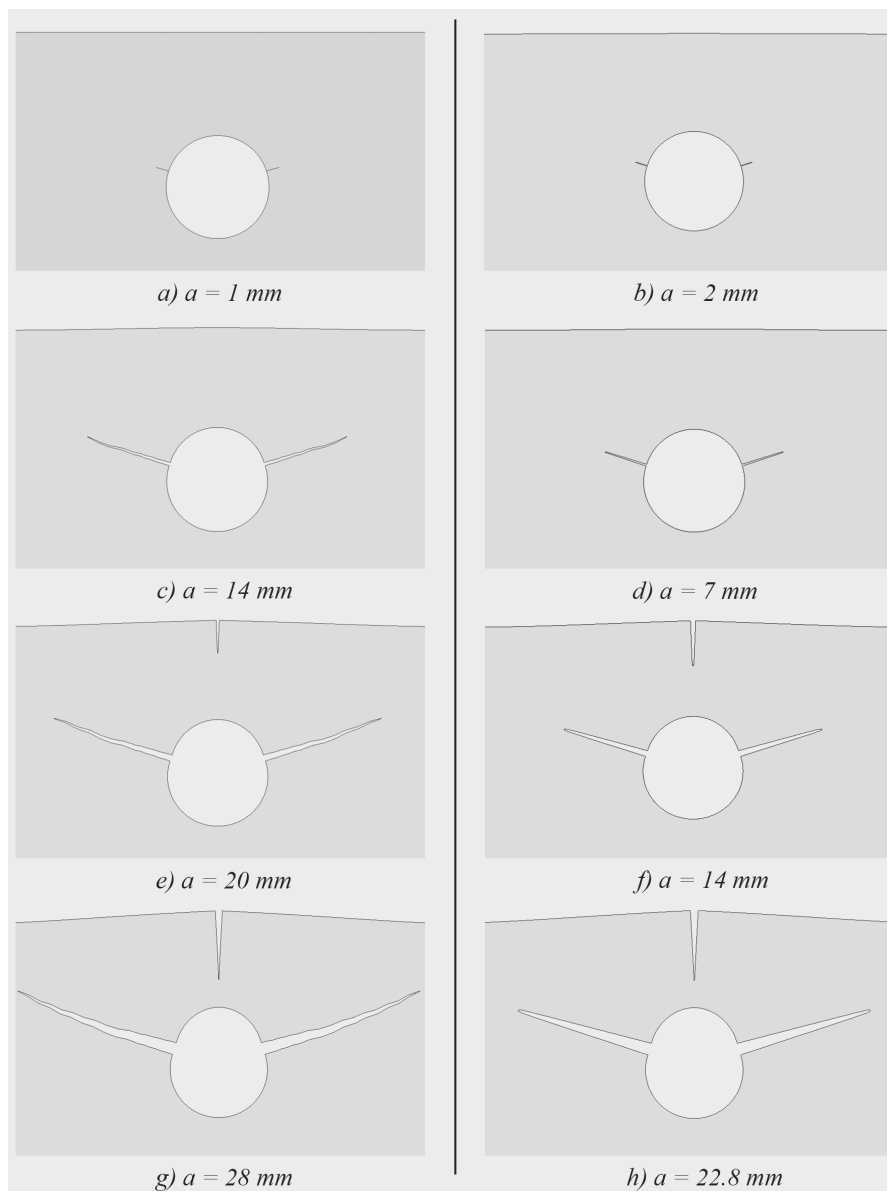 a) a = 1 mm
b) a = 2 mm
c) a = 14 mm
d) a = 7 mm
e) a = 20 mm
f) a = 14 mm
g) a = 28 mm
h) a = 22.8 mm